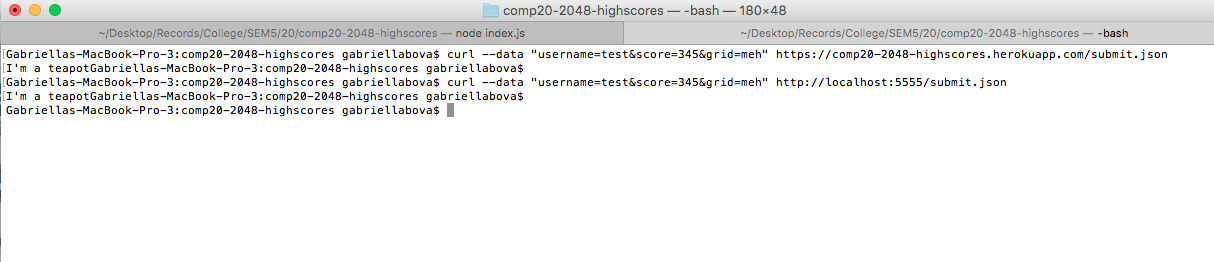 comp20-2048-highscores — -bash — 180×48
~/Desktop/Records/College/SEM5/20/comp20-2048-highscores — node index.js
~/Desktop/Records/College/SEM5/20/comp20-2048-highscores — -bash
[Gabriellas-MacBook-Pro-3:comp20-2048-highscores gabriellabova$ curl --data "username=test&score=345&grid=meh" https://comp20-2048-highscores.herokuapp.com/submit.json
[I'm a teapotGabriellas-MacBook-Pro-3:comp20-2048-highscores gabriellabova$
[Gabriellas-MacBook-Pro-3:comp20-2048-highscores gabriellabova$ curl --data "username=test&score=345&grid=meh" http://localhost:5555/submit.json
[I'm a teapotGabriellas-MacBook-Pro-3:comp20-2048-highscores gabriellabova$
Gabriellas-MacBook-Pro-3:comp20-2048-highscores gabriellabova$